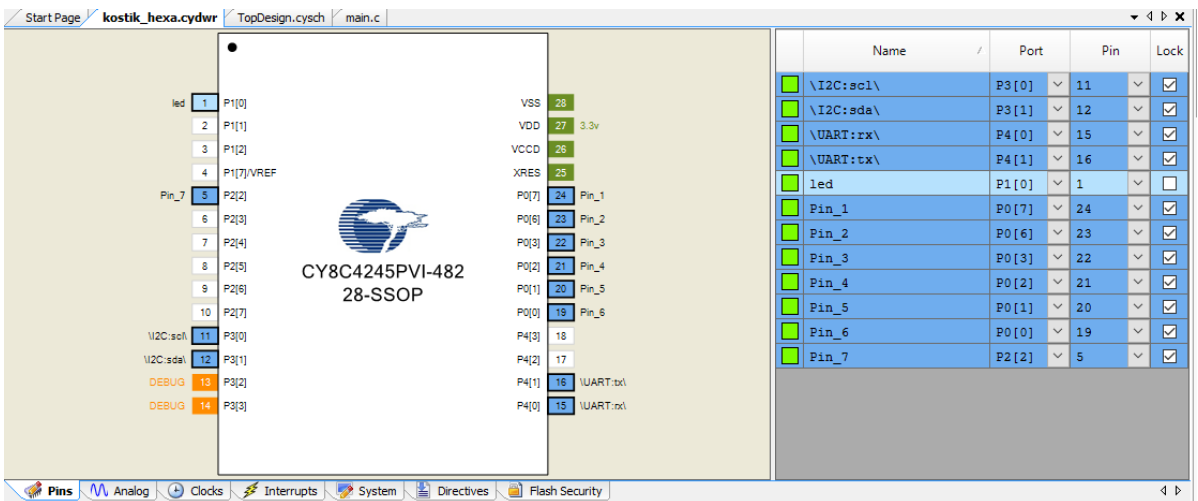 Start Page kostik_hexa.cydwr TopDesign.cysch main.c
led 1 P1[0]
2 P1[1]
3 P1[2]
4 P1[7]/VREF
Pin_7 5 P2[2]
6 P2[3]
7 P2[4]
8 P2[5]
9 P2[6]
10 P2[7]
\I2C:scl\ 11 P3[0]
\I2C:sda\ 12 P3[1]
DEBUG 13 P3[2]
DEBUG 14 P3[3]
CY8C4245PVI-482
28-SSOP
VSS 28
VDD 27 3.3v
VCCD 26
XRES 25
P0[7] 24 Pin_1
P0[6] 23 Pin_2
P0[3] 22 Pin_3
P0[2] 21 Pin_4
P0[1] 20 Pin_5
P0[0] 19 Pin_6
P4[3] 18
P4[2] 17
P4[1] 16 \UART:tx\
P4[0] 15 \UART:rx\
Name / Port Pin Lock
\I2C:scl\ P3[0] 11
\I2C:sda\ P3[1] 12
\UART:rx\ P4[0] 15
\UART:tx\ P4[1] 16
led P1[0] 1
Pin_1 P0[7] 24
Pin_2 P0[6] 23
Pin_3 P0[3] 22
Pin_4 P0[2] 21
Pin_5 P0[1] 20
Pin_6 P0[0] 19
Pin_7 P2[2] 5
Pins Analog Clocks Interrupts System Directives Flash Security